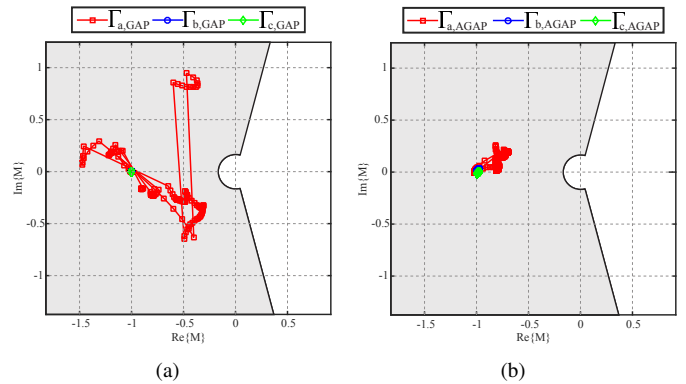 Γa,GAP Γb,GAP Γc,GAP
1
0.5
0
-0.5
-1
Im{M}
-1.5 -1 -0.5 0 0.5
Re{M}
(a)
Γa,AGAP Γb,AGAP Γc,AGAP
1
0.5
0
-0.5
-1
Im{M}
-1.5 -1 -0.5 0 0.5
Re{M}
(b)